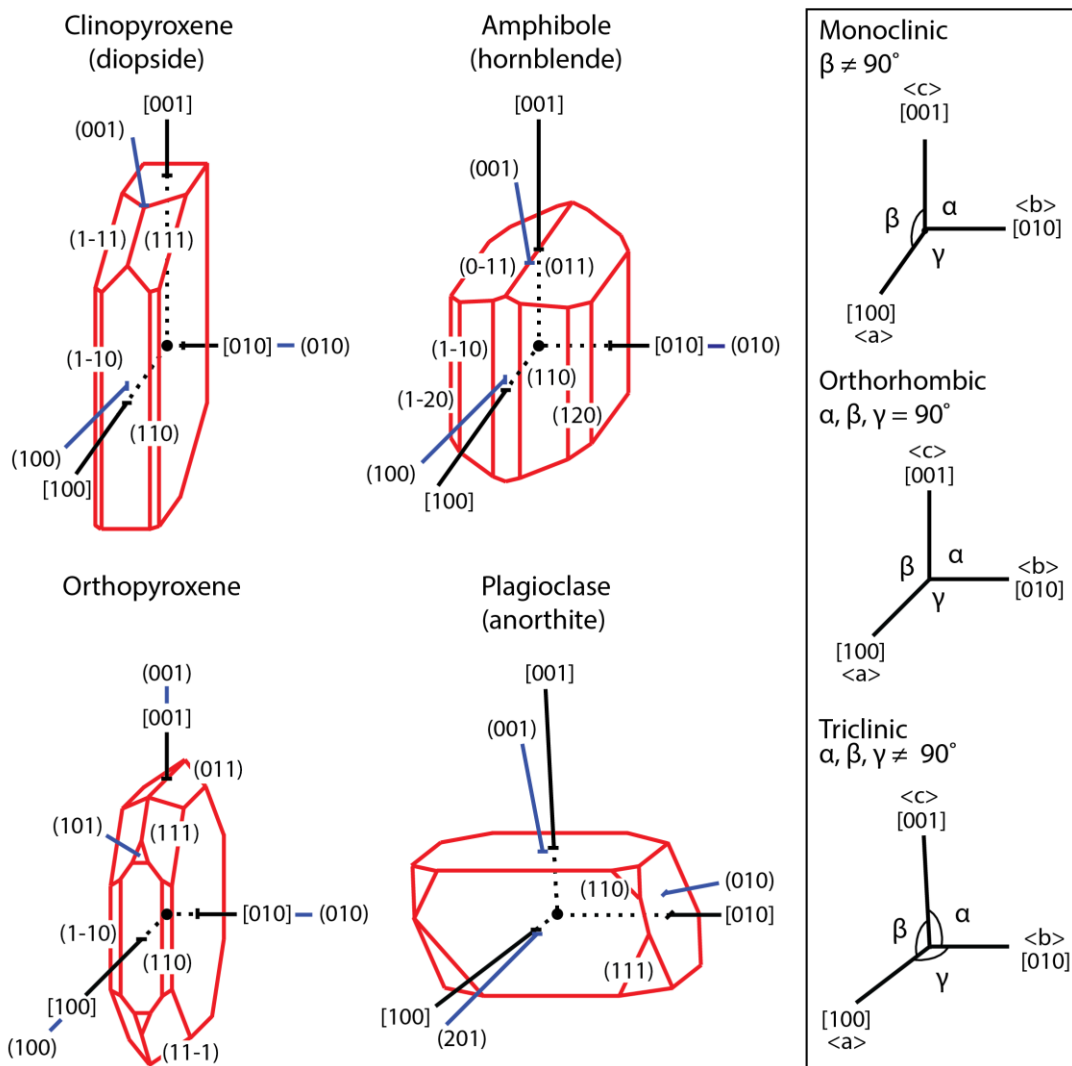 Clinopyroxene
(diopside)
[001]
(001)
(1-11)
(111)
(1-10)
[010]
(010)
(110)
(100)
[100]
Amphibole
(hornblende)
[001]
(001)
(0-11)
(011)
(1-10)
[010]
(010)
(110)
(1-20)
(120)
(100)
[100]
Orthopyroxene
(001)
[001]
(011)
(101)
(111)
[010]
(010)
(1-10)
(110)
[100]
(100)
(11-1)
Plagioclase
(anorthite)
[001]
(001)
(110)
(010)
[010]
(111)
[100]
(201)
Monoclinic
β ≠ 90°
<c>
[001]
β
α
<b>
[010]
γ
[100]
<a>
Orthorhombic
α, β, γ = 90°
<c>
[001]
β
α
<b>
[010]
γ
[100]
<a>
Triclinic
α, β, γ ≠ 90°
<c>
[001]
β
α
<b>
[010]
γ
[100]
<a>